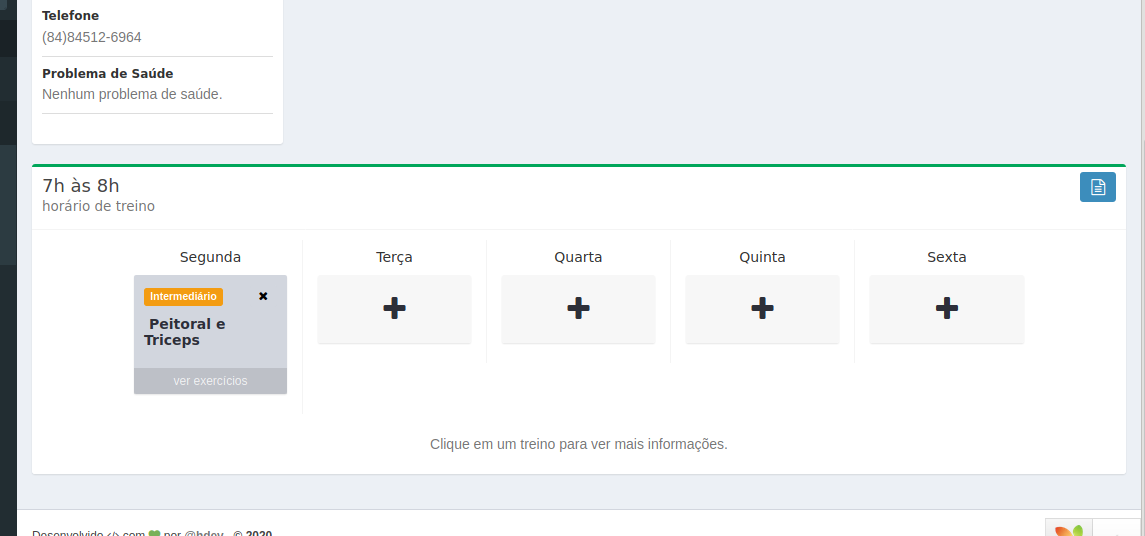 Telefone
(84)84512-6964
Problema de Saúde
Nenhum problema de saúde.
7h às 8h
horário de treino
Segunda
Terça
Quarta
Quinta
Sexta
Intermediário
Peitoral e
Triceps
ver exercícios
Clique em um treino para ver mais informações.
Desenvolvido </> com 💚 por @bdev . © 2020